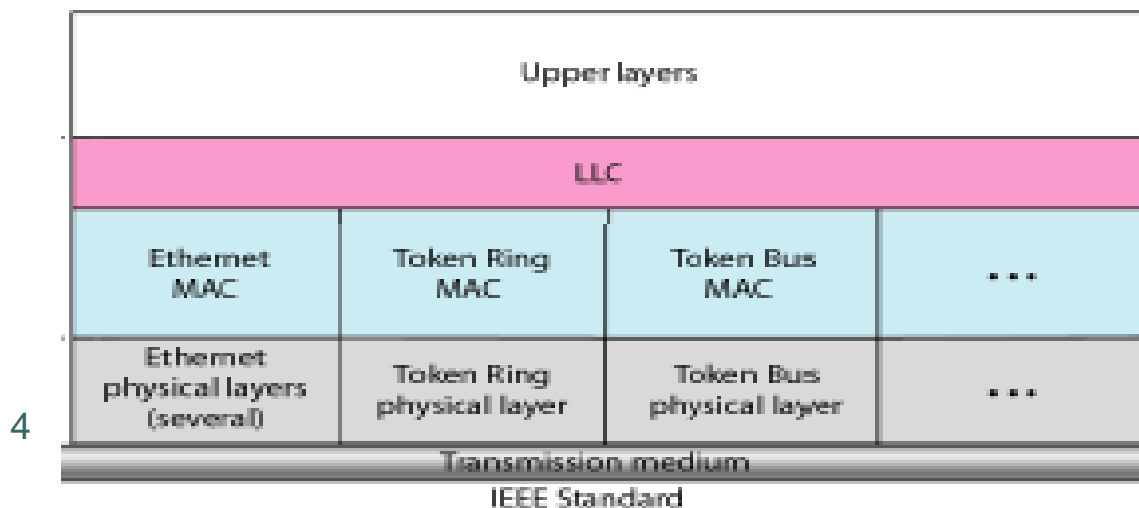 Upper layers
LLC
Ethernet
MAC
Token Ring
MAC
Token Bus
MAC
...
Ethernet
physical layers
(several)
Token Ring
physical layer
Token Bus
physical layer
...
4
Transmission medium
IEEE Standard